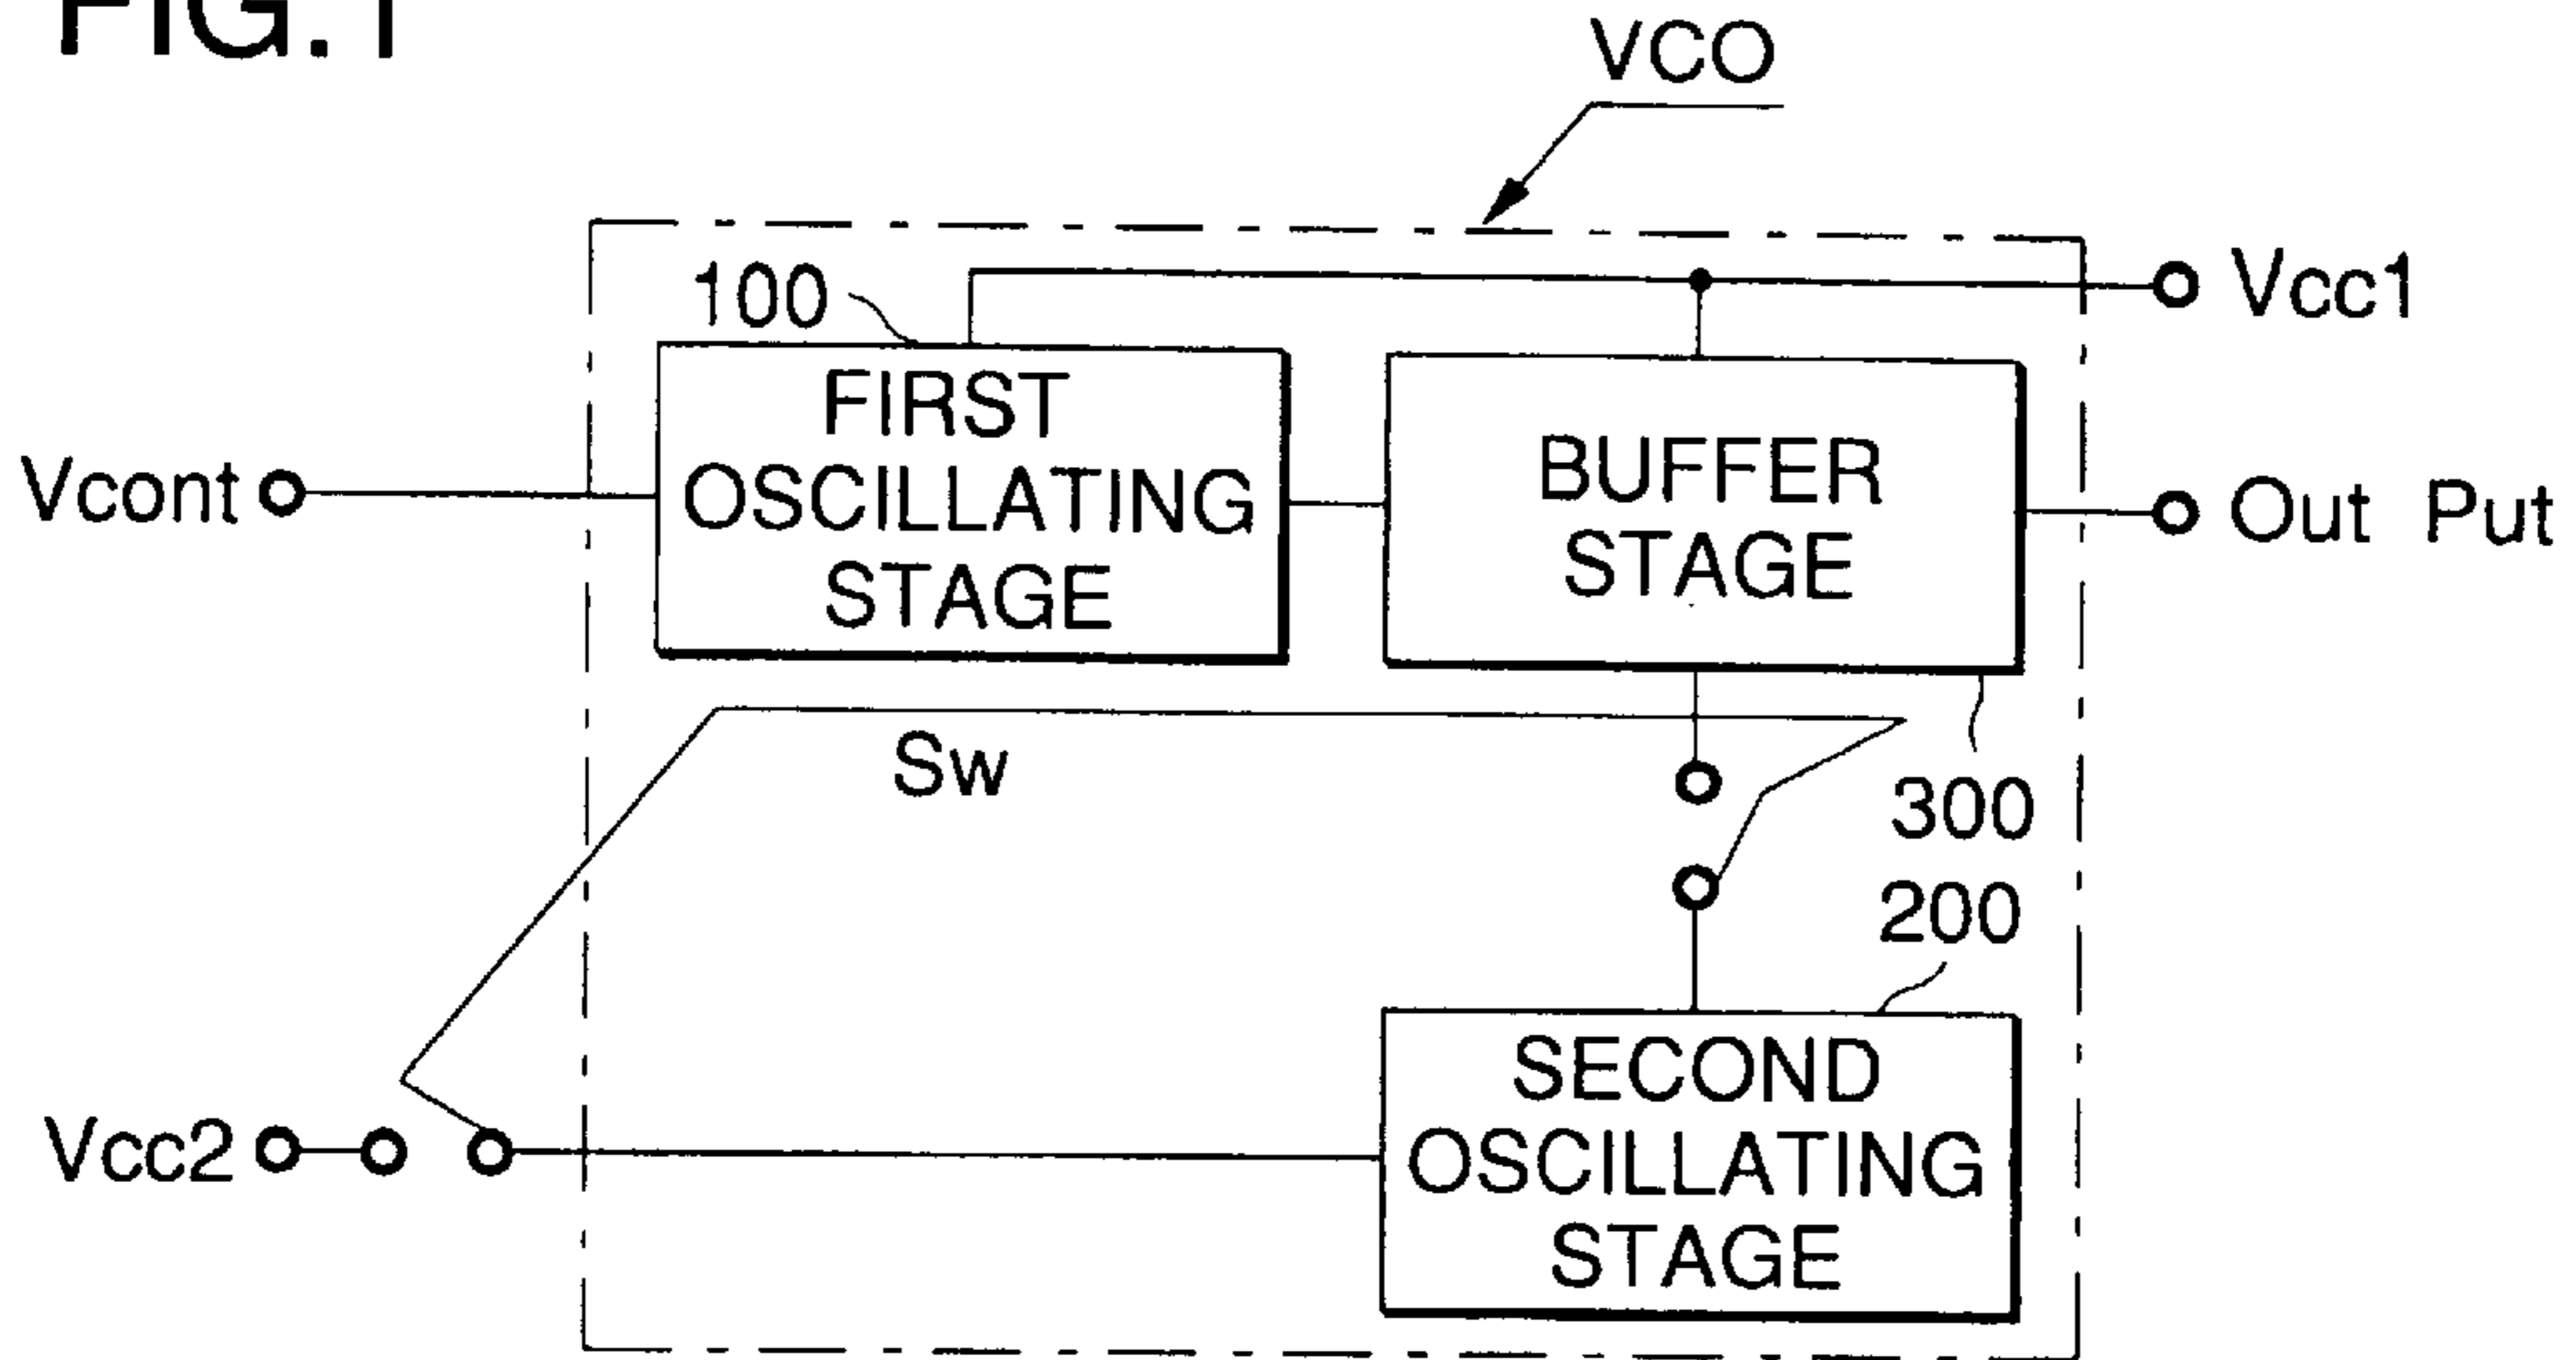 FIG.1
VCO
Vcc1
100
FIRST
OSCILLATING
STAGE
BUFFER
STAGE
Vcont
Out Put
Sw
300
200
Vcc2
SECOND
OSCILLATING
STAGE